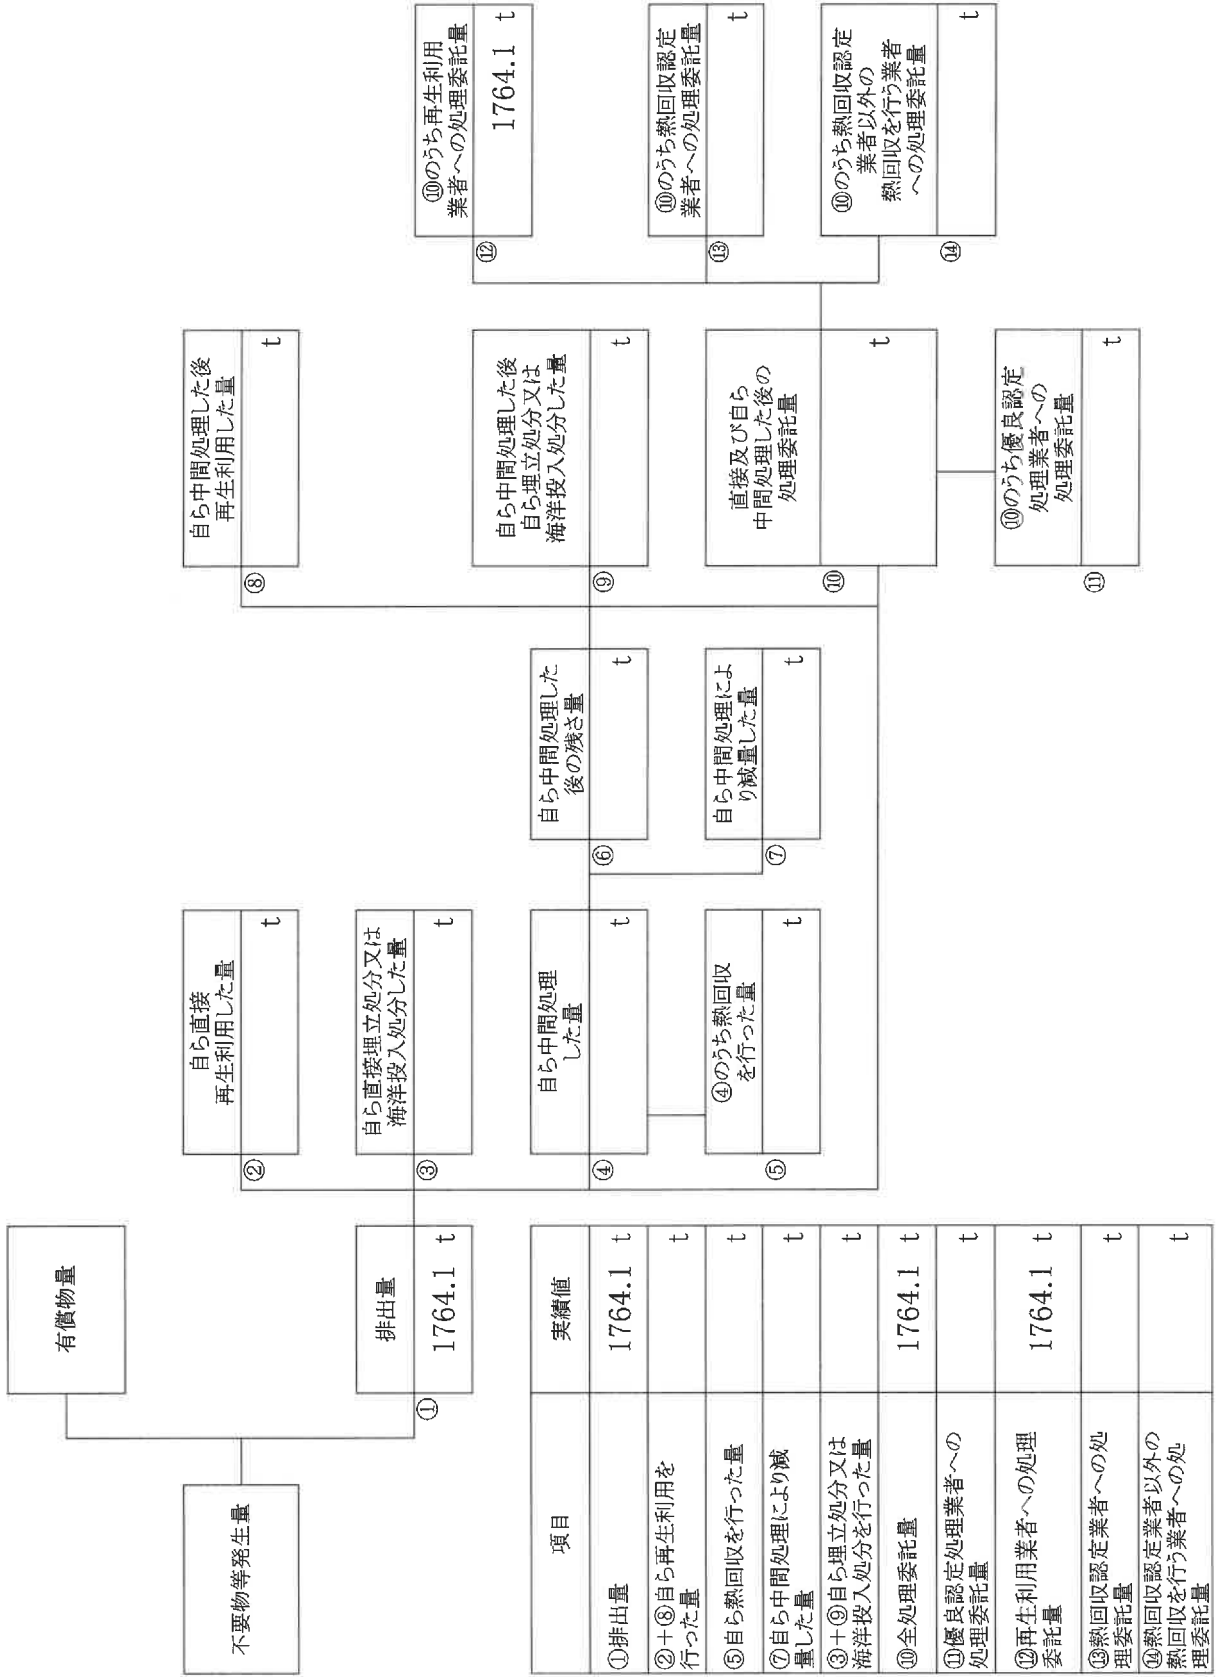 不要物等発生量
有償物量
排出量
① 1764.1 t
自ら直接
再生利用した量
② t
自ら直接埋立処分又は
海洋投入処分した量
③ t
自ら中間処理
した量
④ t
④のうち熱回収
を行った量
⑤ t
自ら中間処理した
後の残さ量
⑥ t
自ら中間処理によ
り減量した量
⑦ t
自ら中間処理した後
再生利用した量
⑧ t
自ら中間処理した後
自ら埋立処分又は
海洋投入処分した量
⑨ t
直接及び自ら
中間処理した後の
処理委託量
⑩ t
⑩のうち優良認定
処理業者への
処理委託量
⑪ t
⑩のうち再生利用
業者への処理委託量
⑫ 1764.1 t
⑩のうち熱回収認定
業者への処理委託量
⑬ t
⑩のうち熱回収認定
業者以外の
熱回収を行う業者
への処理委託量
⑭ t
項目 実績値
①排出量 1764.1 t
②+⑧自ら再生利用を
行った量 t
⑤自ら熱回収を行った量 t
⑦自ら中間処理により減
量した量 t
③+⑨自ら埋立処分又は
海洋投入処分を行った量 t
⑩全処理委託量 1764.1 t
⑪優良認定処理業者への
処理委託量 t
⑫再生利用業者への処理
委託量 1764.1 t
⑬熱回収認定業者への処
理委託量 t
⑭熱回収認定業者以外の
熱回収を行う業者への処
理委託量 t